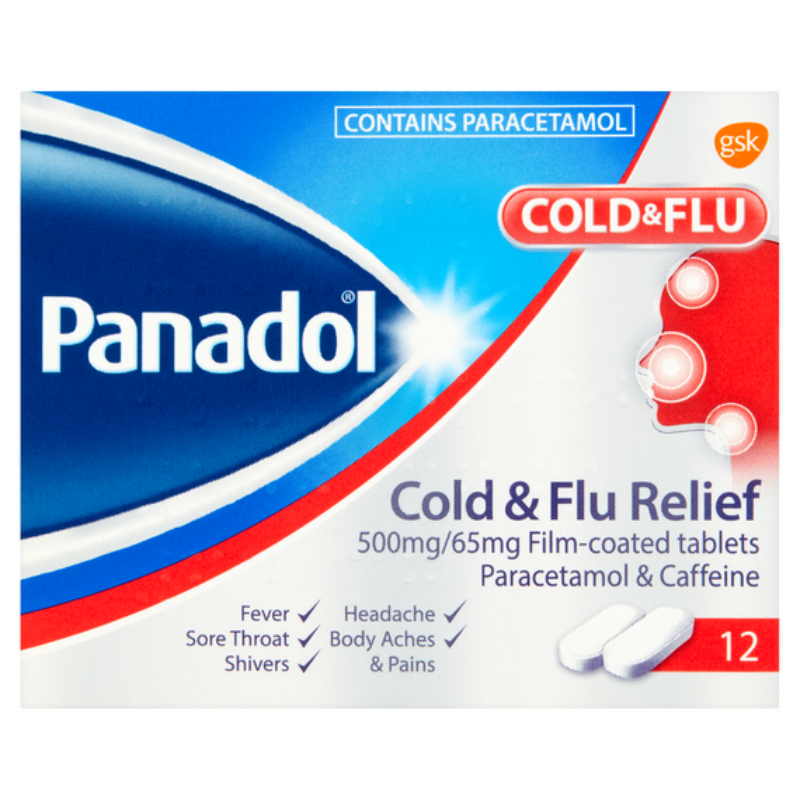 CONTAINS PARACETAMOL
gsk
COLD&FLU
Panadol®
Cold & Flu Relief
500mg/65mg Film-coated tablets
Paracetamol & Caffeine
Fever ✓ Headache ✓
Sore Throat ✓ Body Aches ✓
Shivers ✓ & Pains
12